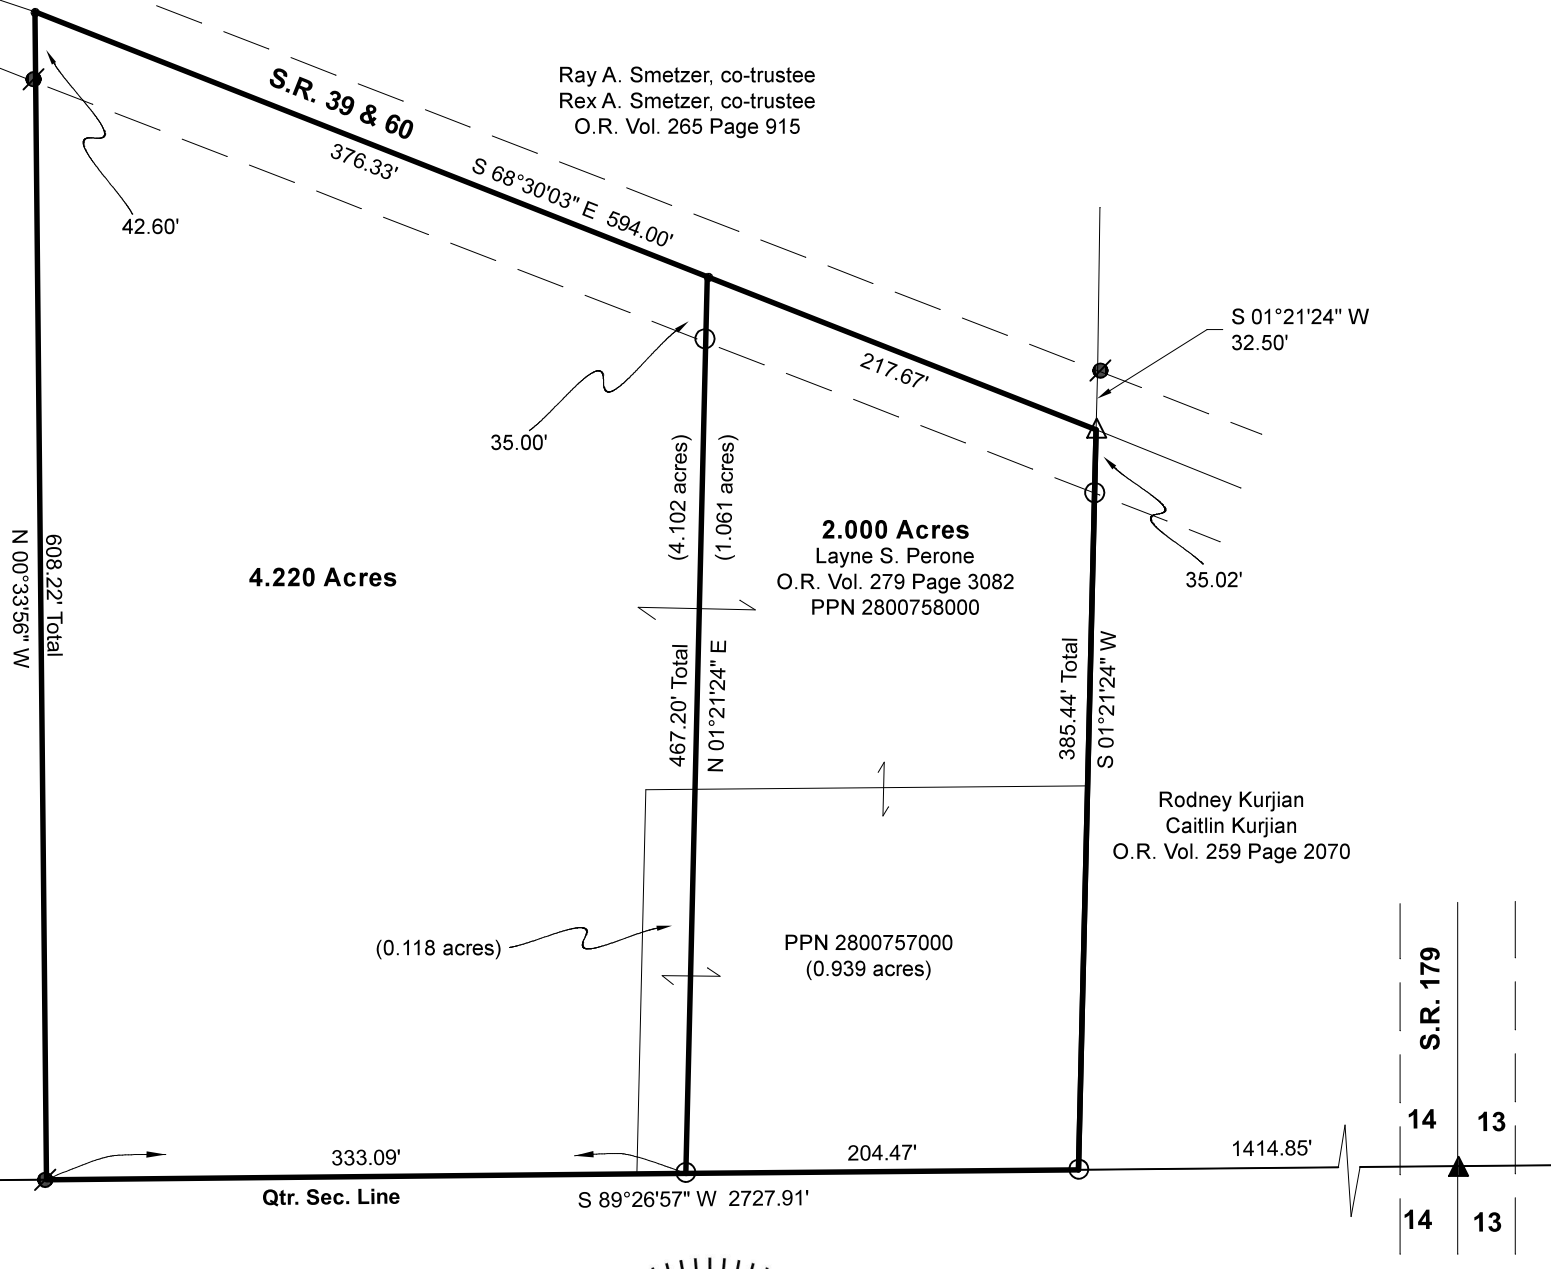 Ray A. Smetzer, co-trustee
Rex A. Smetzer, co-trustee
O.R. Vol. 265 Page 915
S.R. 39 & 60
376.33'
S 68°30'03" E 594.00'
42.60'
S 01°21'24" W
32.50'
217.67'
35.00'
(4.102 acres)
(1.061 acres)
2.000 Acres
Layne S. Perone
O.R. Vol. 279 Page 3082
PPN 2800758000
35.02'
4.220 Acres
608.22' Total
N 00°33'56" W
467.20' Total
N 01°21'24" E
385.44' Total
S 01°21'24" W
Rodney Kurjian
Caitlin Kurjian
O.R. Vol. 259 Page 2070
(0.118 acres)
PPN 2800757000
(0.939 acres)
S.R. 179
14 13
333.09'
204.47'
1414.85'
Qtr. Sec. Line
S 89°26'57" W 2727.91'
14 13